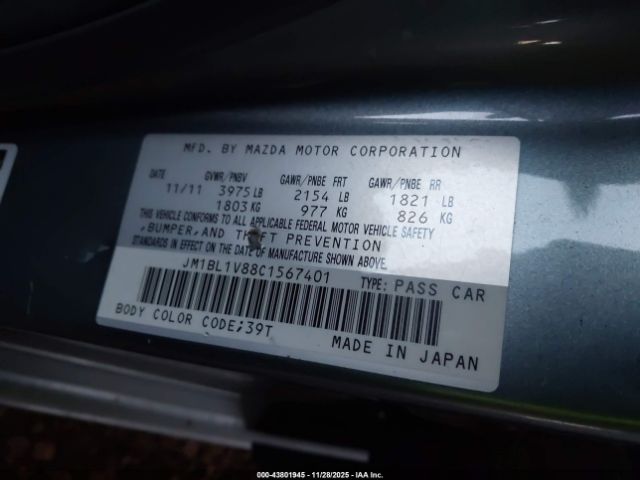 MFD. BY MAZDA MOTOR CORPORATION
DATE GVWR/PNBV GAWR/PNBE FRT GAWR/PNBE RR
11/11 3975 LB 2154 LB 1821 LB
1803 KG 977 KG 826 KG
THIS VEHICLE CONFORMS TO ALL APPLICABLE FEDERAL MOTOR VEHICLE SAFETY
,BUMPER,AND THEFT PREVENTION
STANDARDS IN EFFECT ON THE DATE OF MANUFACTURE SHOWN ABOVE.
JM1BL1V88C1567401 TYPE: PASS CAR
BODY COLOR CODE;39T
MADE IN JAPAN
000-43801945 - 11/28/2025 - IAA Inc.